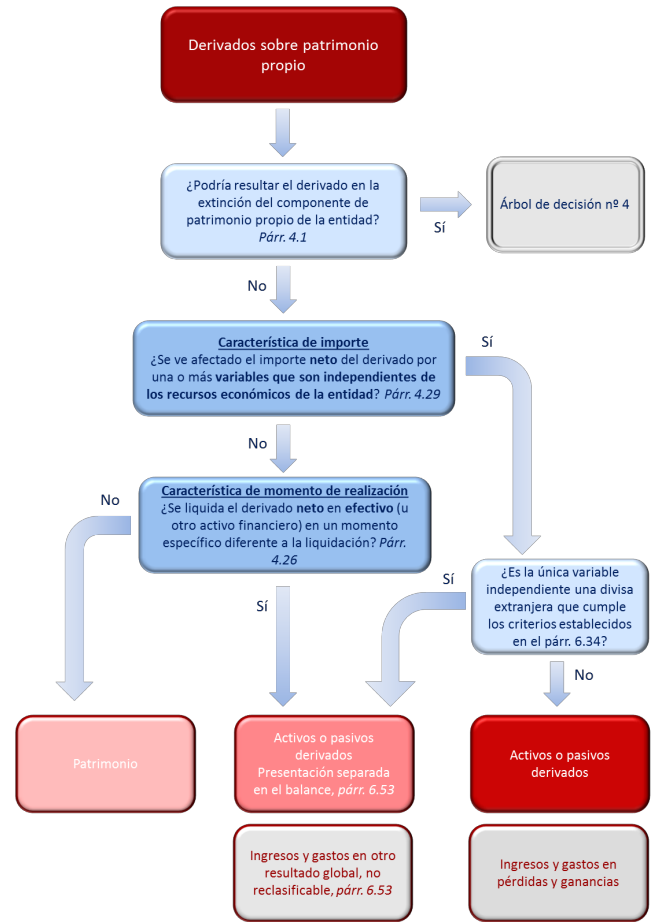 Derivados sobre patrimonio
propio
¿Podría resultar el derivado en la
extinción del componente de
patrimonio propio de la entidad?
Párr. 4.1
Sí
Árbol de decisión nº 4
No
Característica de importe
¿Se ve afectado el importe neto del derivado por
una o más variables que son independientes de
los recursos económicos de la entidad? Párr. 4.29
Sí
No
Característica de momento de realización
¿Se liquida el derivado neto en efectivo (u
otro activo financiero) en un momento
específico diferente a la liquidación? Párr.
4.26
No
Sí
¿Es la única variable
independiente una divisa
extranjera que cumple
los criterios establecidos
en el párr. 6.34?
Sí
No
Patrimonio
Activos o pasivos
derivados
Presentación separada
en el balance, párr. 6.53
Activos o pasivos
derivados
Ingresos y gastos en otro
resultado global, no
reclasificable, párr. 6.53
Ingresos y gastos en
pérdidas y ganancias